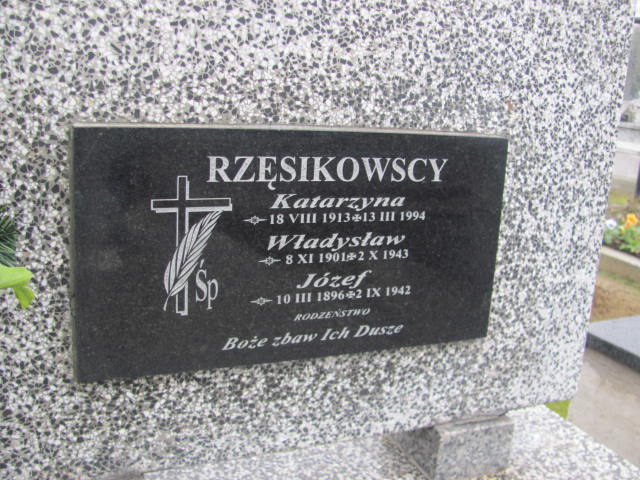 RZĘSIKOWSCY
Katarzyna
18 VIII 1913 13 III 1994
Władysław
8 XI 1901 2 X 1943
Józef
10 III 1896 2 IX 1942
Śp
RODZEŃSTWO
Boże zbaw Ich Dusze